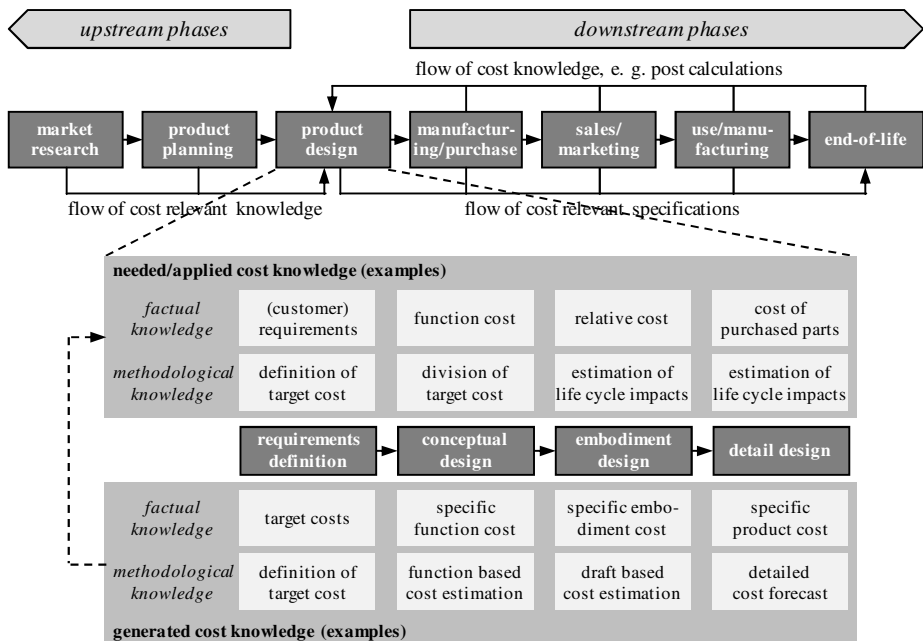 upstream phases
downstream phases
flow of cost knowledge, e. g. post calculations
market
research
product
planning
product
design
manufactur-
ing/purchase
sales/
marketing
use/manu-
facturing
end-of-life
flow of cost relevant knowledge
flow of cost relevant specifications
needed/applied cost knowledge (examples)
factual
knowledge
(customer)
requirements
function cost
relative cost
cost of
purchased parts
methodological
knowledge
definition of
target cost
division of
target cost
estimation of
life cycle impacts
estimation of
life cycle impacts
requirements
definition
conceptual
design
embodiment
design
detail design
factual
knowledge
target costs
specific
function cost
specific embo-
diment cost
specific
product cost
methodological
knowledge
definition of
target cost
function based
cost estimation
draft based
cost estimation
detailed
cost forecast
generated cost knowledge (examples)